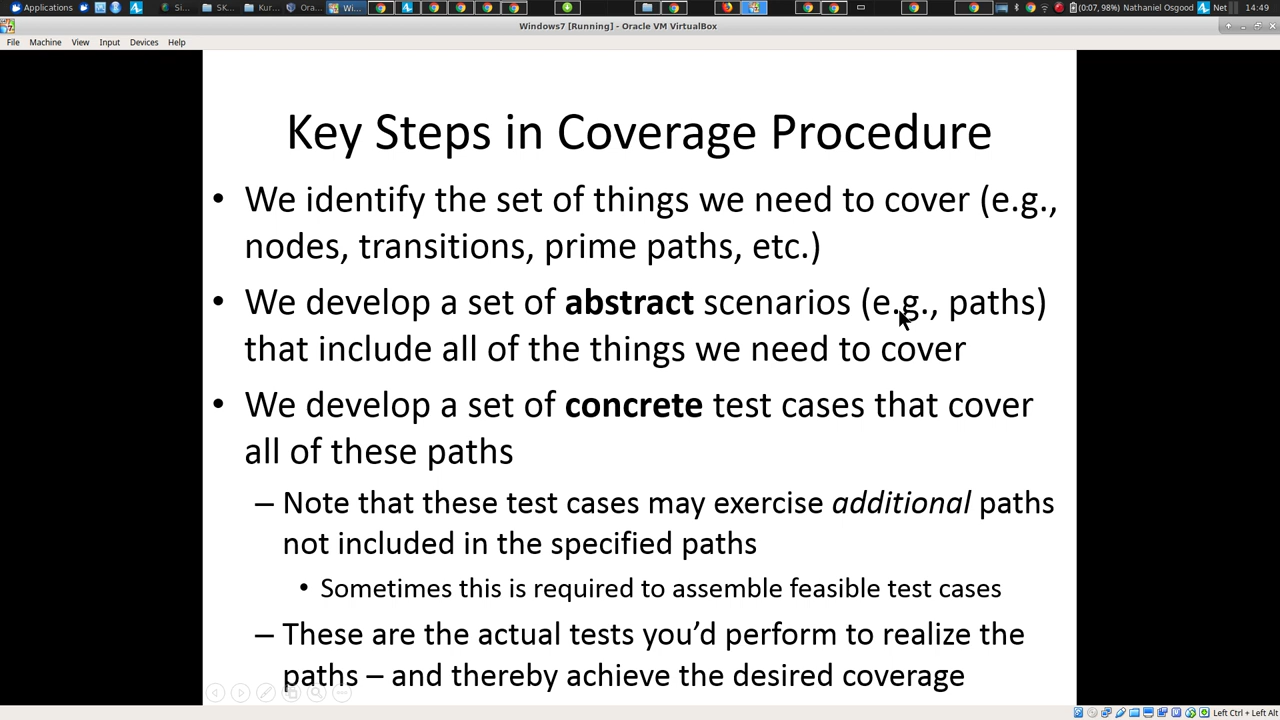 Applications
Si...
SK...
Kur...
Ora...
Wi...
(0:07, 98%) Nathaniel Osgood
Net
14:49
Windows7 [Running] - Oracle VM VirtualBox
File Machine View Input Devices Help
Key Steps in Coverage Procedure
• We identify the set of things we need to cover (e.g.,
nodes, transitions, prime paths, etc.)
• We develop a set of abstract scenarios (e.g., paths)
that include all of the things we need to cover
• We develop a set of concrete test cases that cover
all of these paths
– Note that these test cases may exercise additional paths
not included in the specified paths
• Sometimes this is required to assemble feasible test cases
– These are the actual tests you’d perform to realize the
paths – and thereby achieve the desired coverage
Left Ctrl + Left Alt